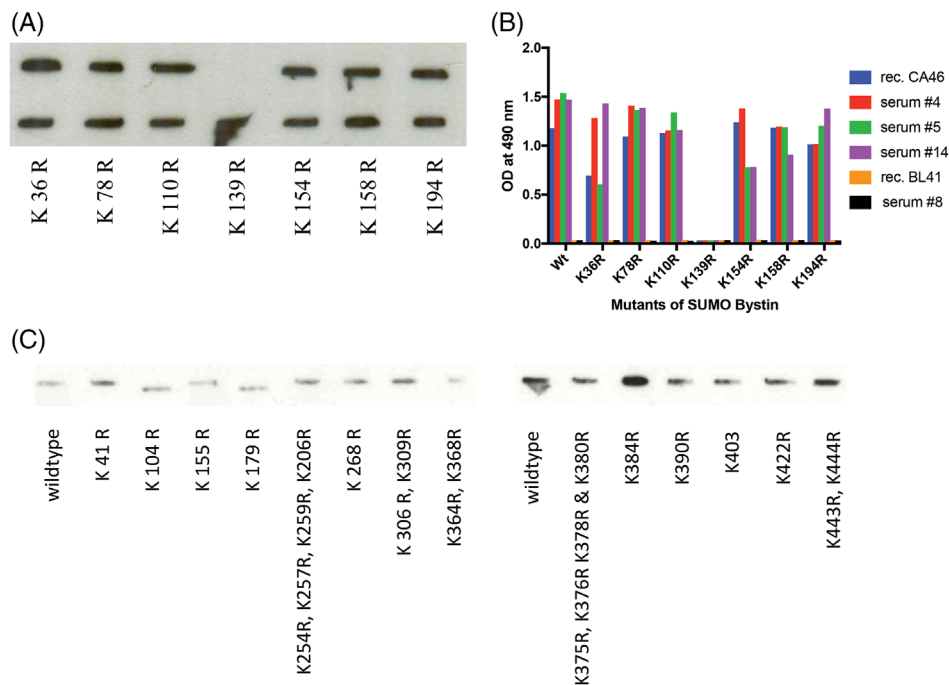 (A)
K 36 R
K 78 R
K 110 R
K 139 R
K 154 R
K 158 R
K 194 R
(B)
2.0
1.5
1.0
0.5
0.0
OD at 490 nm
Wt
K36R
K78R
K110R
K139R
K154R
K158R
K194R
Mutants of SUMO Bystin
rec. CA46
serum #4
serum #5
serum #14
rec. BL41
serum #8
(C)
wildtype
K 41 R
K 104 R
K 155 R
K 179 R
K254R, K257R, K259R, K206R
K 268 R
K 306 R, K309R
K364R, K368R
wildtype
K375R, K376R K378R & K380R
K384R
K390R
K403
K422R
K443R, K444R